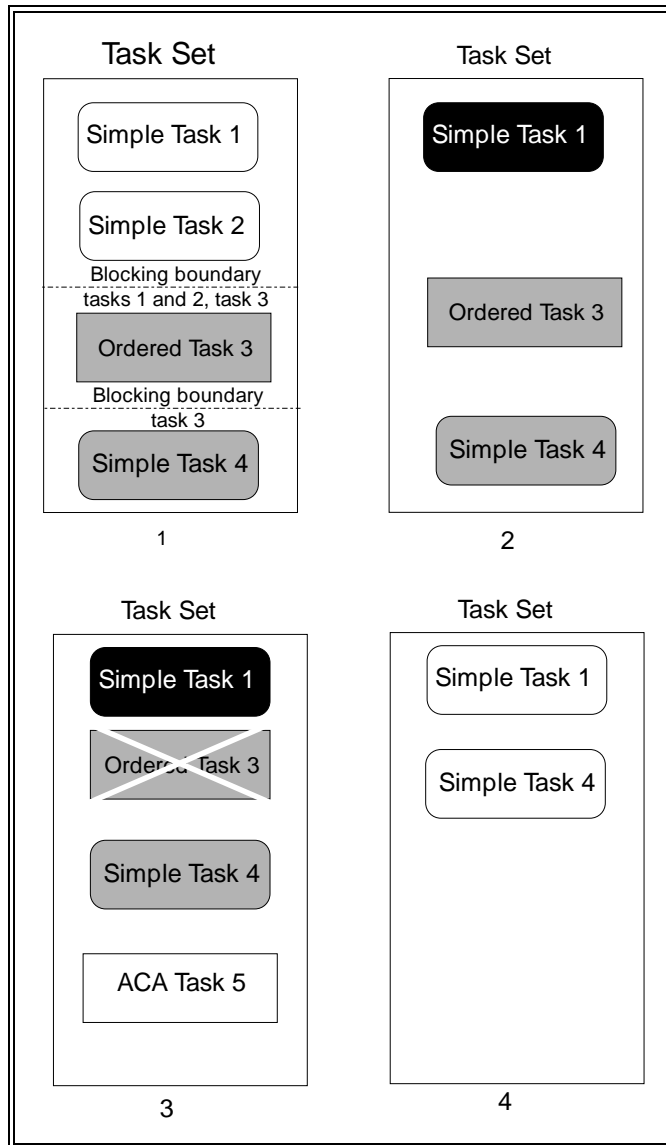 Task Set
Simple Task 1
Simple Task 2
Blocking boundary
tasks 1 and 2, task 3
Ordered Task 3
Blocking boundary
task 3
Simple Task 4
1
Task Set
Simple Task 1
Ordered Task 3
Simple Task 4
2
Task Set
Simple Task 1
Ordered Task 3
Simple Task 4
ACA Task 5
3
Task Set
Simple Task 1
Simple Task 4
4